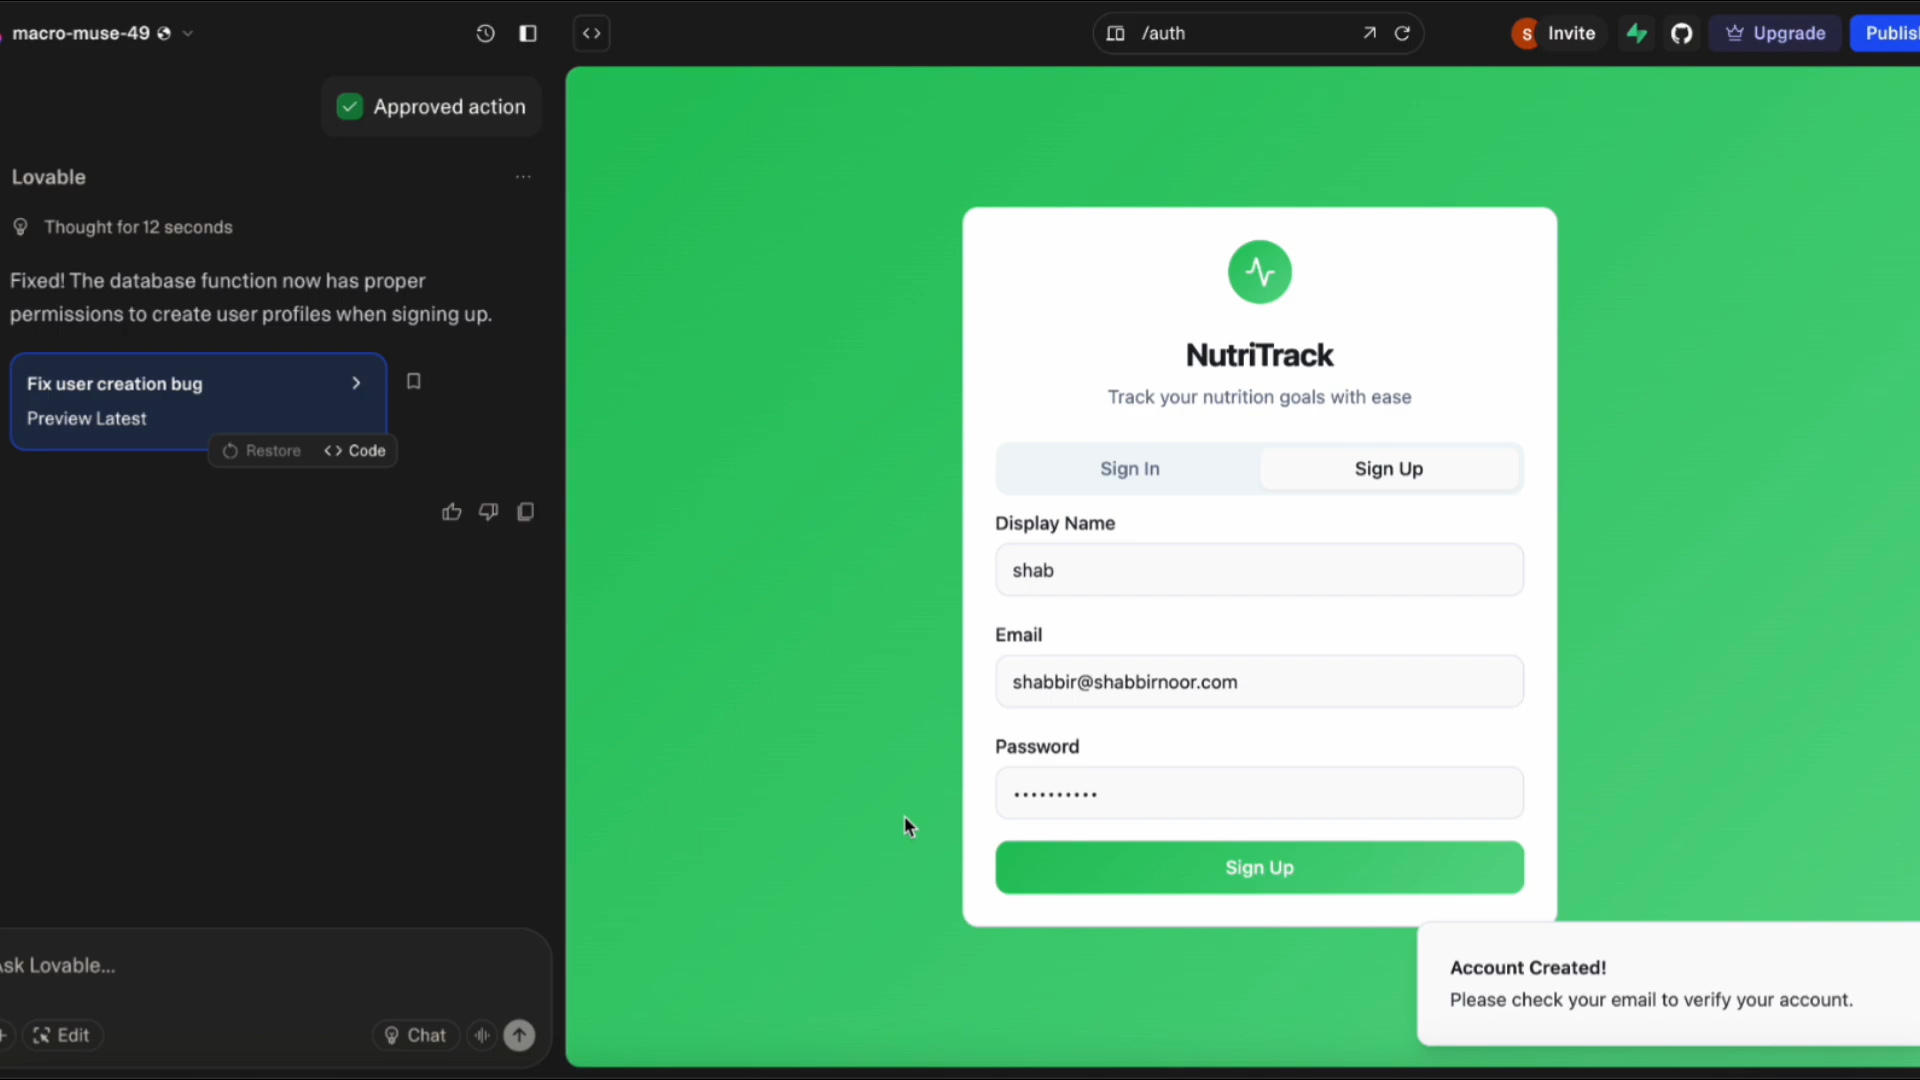 macro-muse-49
Approved action
Lovable
Thought for 12 seconds
Fixed! The database function now has proper
permissions to create user profiles when signing up.
Fix user creation bug
Preview Latest
Restore
Code
Ask Lovable...
Edit
Chat
/auth
S
Invite
Upgrade
Publish
NutriTrack
Track your nutrition goals with ease
Sign In
Sign Up
Display Name
shab
Email
shabbir@shabbirnoor.com
Password
••••••••••
Sign Up
Account Created!
Please check your email to verify your account.